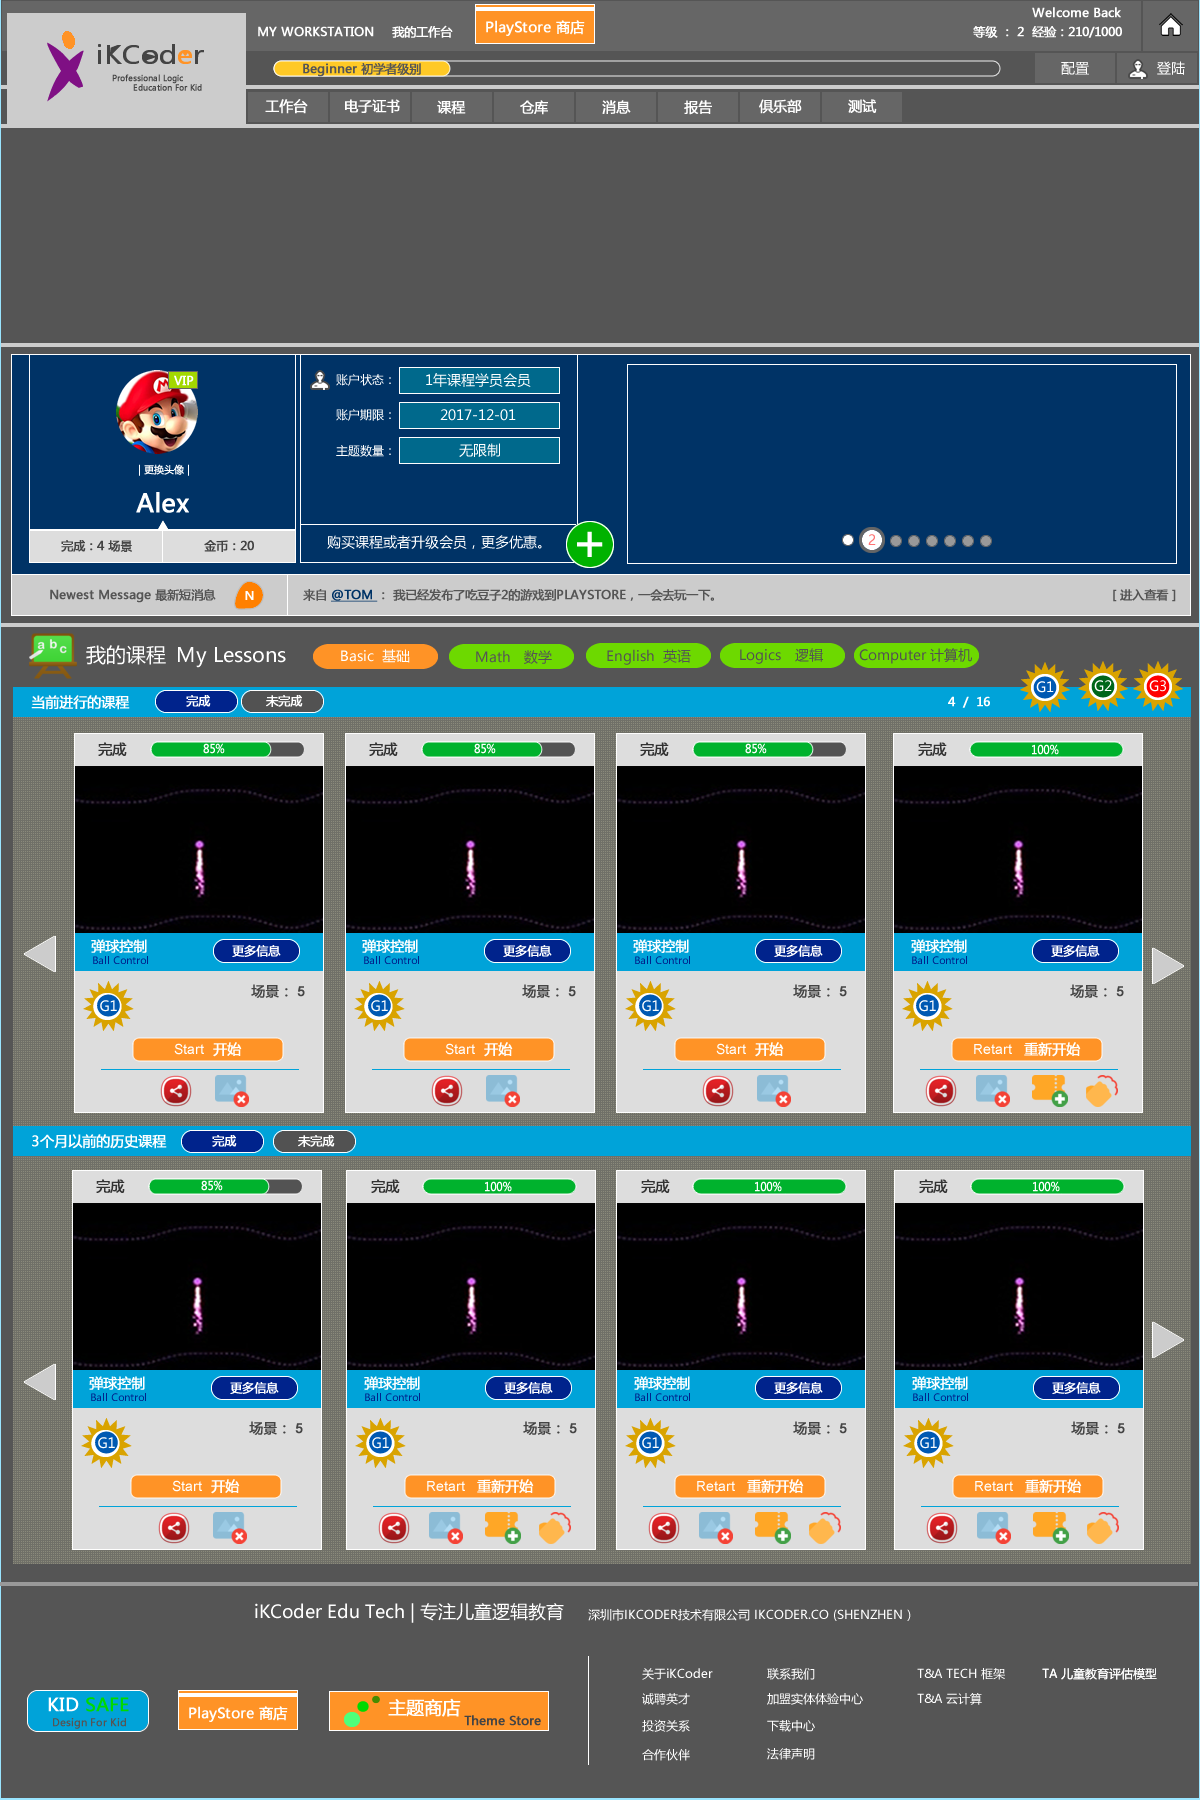 iKCoder
Professional Logic
Education For Kid
MY WORKSTATION 我的工作台
PlayStore 商店
Welcome Back
等级 ： 2 经验：210/1000
Beginner 初学者级别
配置
登陆
工作台 电子证书 课程 仓库 消息 报告 俱乐部 测试
VIP
| 更换头像 |
Alex
完成：4 场景
金币：20
账户状态： 1年课程学员会员
账户期限： 2017-12-01
主题数量： 无限制
购买课程或者升级会员，更多优惠。
2
Newest Message 最新短消息
N
来自 @TOM ： 我已经发布了吃豆子2的游戏到PLAYSTORE，一会去玩一下。
[ 进入查看 ]
a b c
我的课程 My Lessons
Basic 基础
Math 数学
English 英语
Logics 逻辑
Computer 计算机
当前进行的课程 完成 未完成
4 / 16
G1 G2 G3
完成 85% 完成 85% 完成 85% 完成 100%
弹球控制 更多信息 弹球控制 更多信息 弹球控制 更多信息 弹球控制 更多信息
Ball Control Ball Control Ball Control Ball Control
场景： 5 场景： 5 场景： 5 场景： 5
G1 G1 G1 G1
Start 开始 Start 开始 Start 开始 Retart 重新开始
3个月以前的历史课程 完成 未完成
完成 85% 完成 100% 完成 100% 完成 100%
弹球控制 更多信息 弹球控制 更多信息 弹球控制 更多信息 弹球控制 更多信息
Ball Control Ball Control Ball Control Ball Control
场景： 5 场景： 5 场景： 5 场景： 5
G1 G1 G1 G1
Start 开始 Retart 重新开始 Retart 重新开始 Retart 重新开始
iKCoder Edu Tech | 专注儿童逻辑教育 深圳市IKCODER技术有限公司 IKCODER.CO (SHENZHEN )
KID SAFE
Design For Kid
PlayStore 商店
主题商店
Theme Store
关于iKCoder 联系我们 T&A TECH 框架 TA 儿童教育评估模型
诚聘英才 加盟实体体验中心 T&A 云计算
投资关系 下载中心
合作伙伴 法律声明